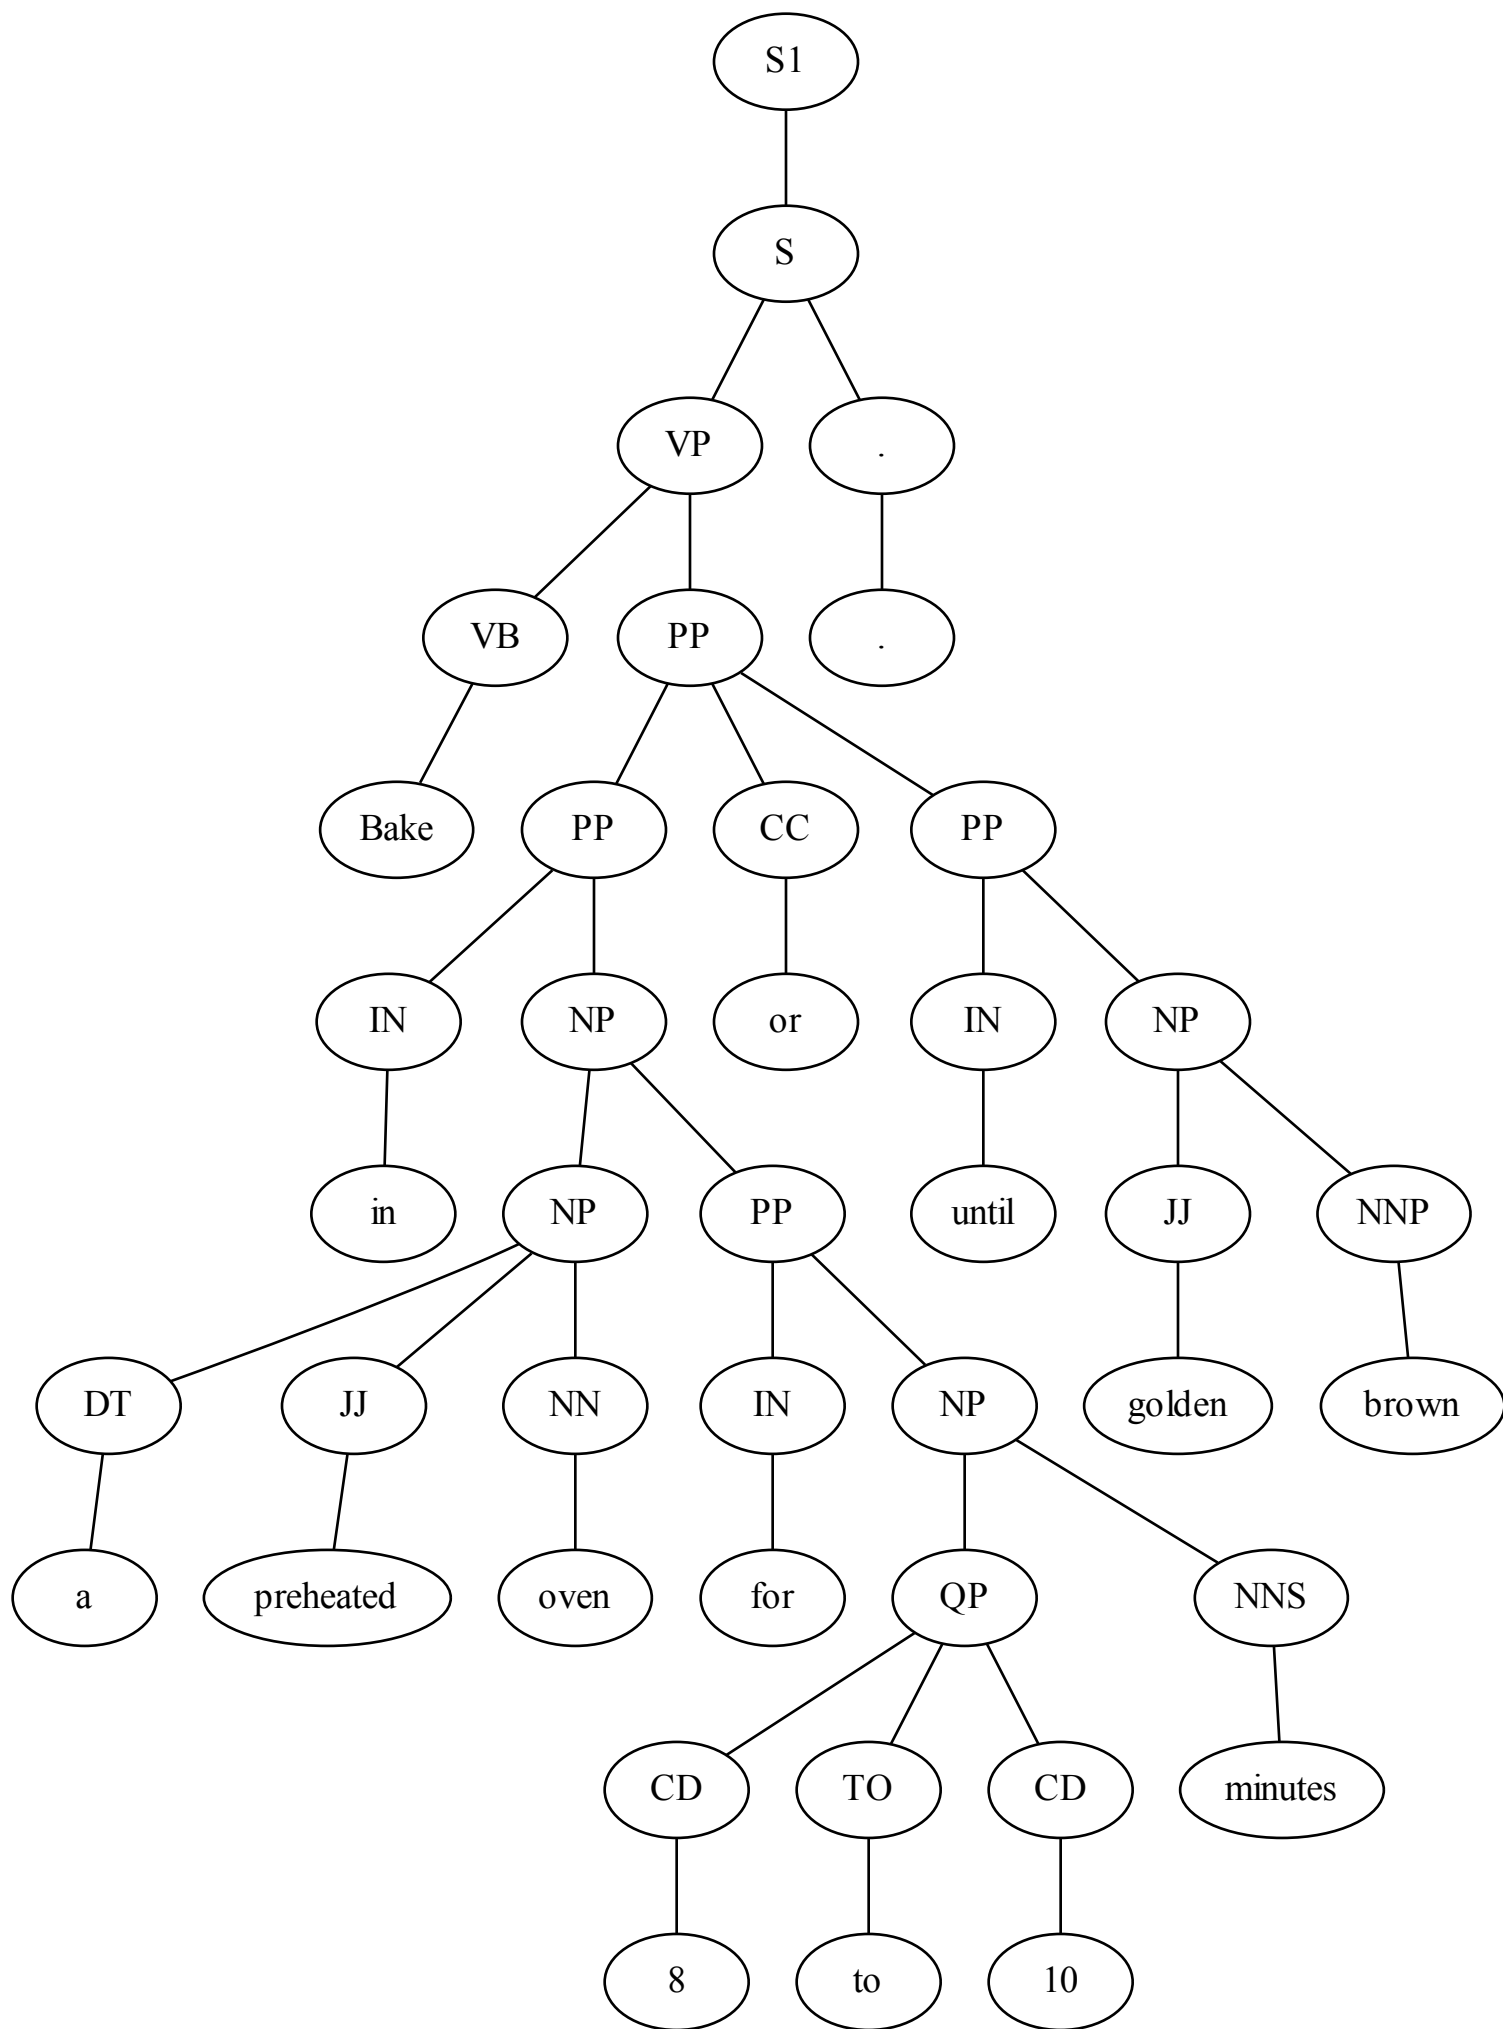 S1
S
VP .
VB PP .
Bake PP CC PP
IN NP or IN NP
in NP PP until JJ NNP
DT JJ NN IN NP golden brown
a preheated oven for QP NNS
CD TO CD minutes
8 to 10